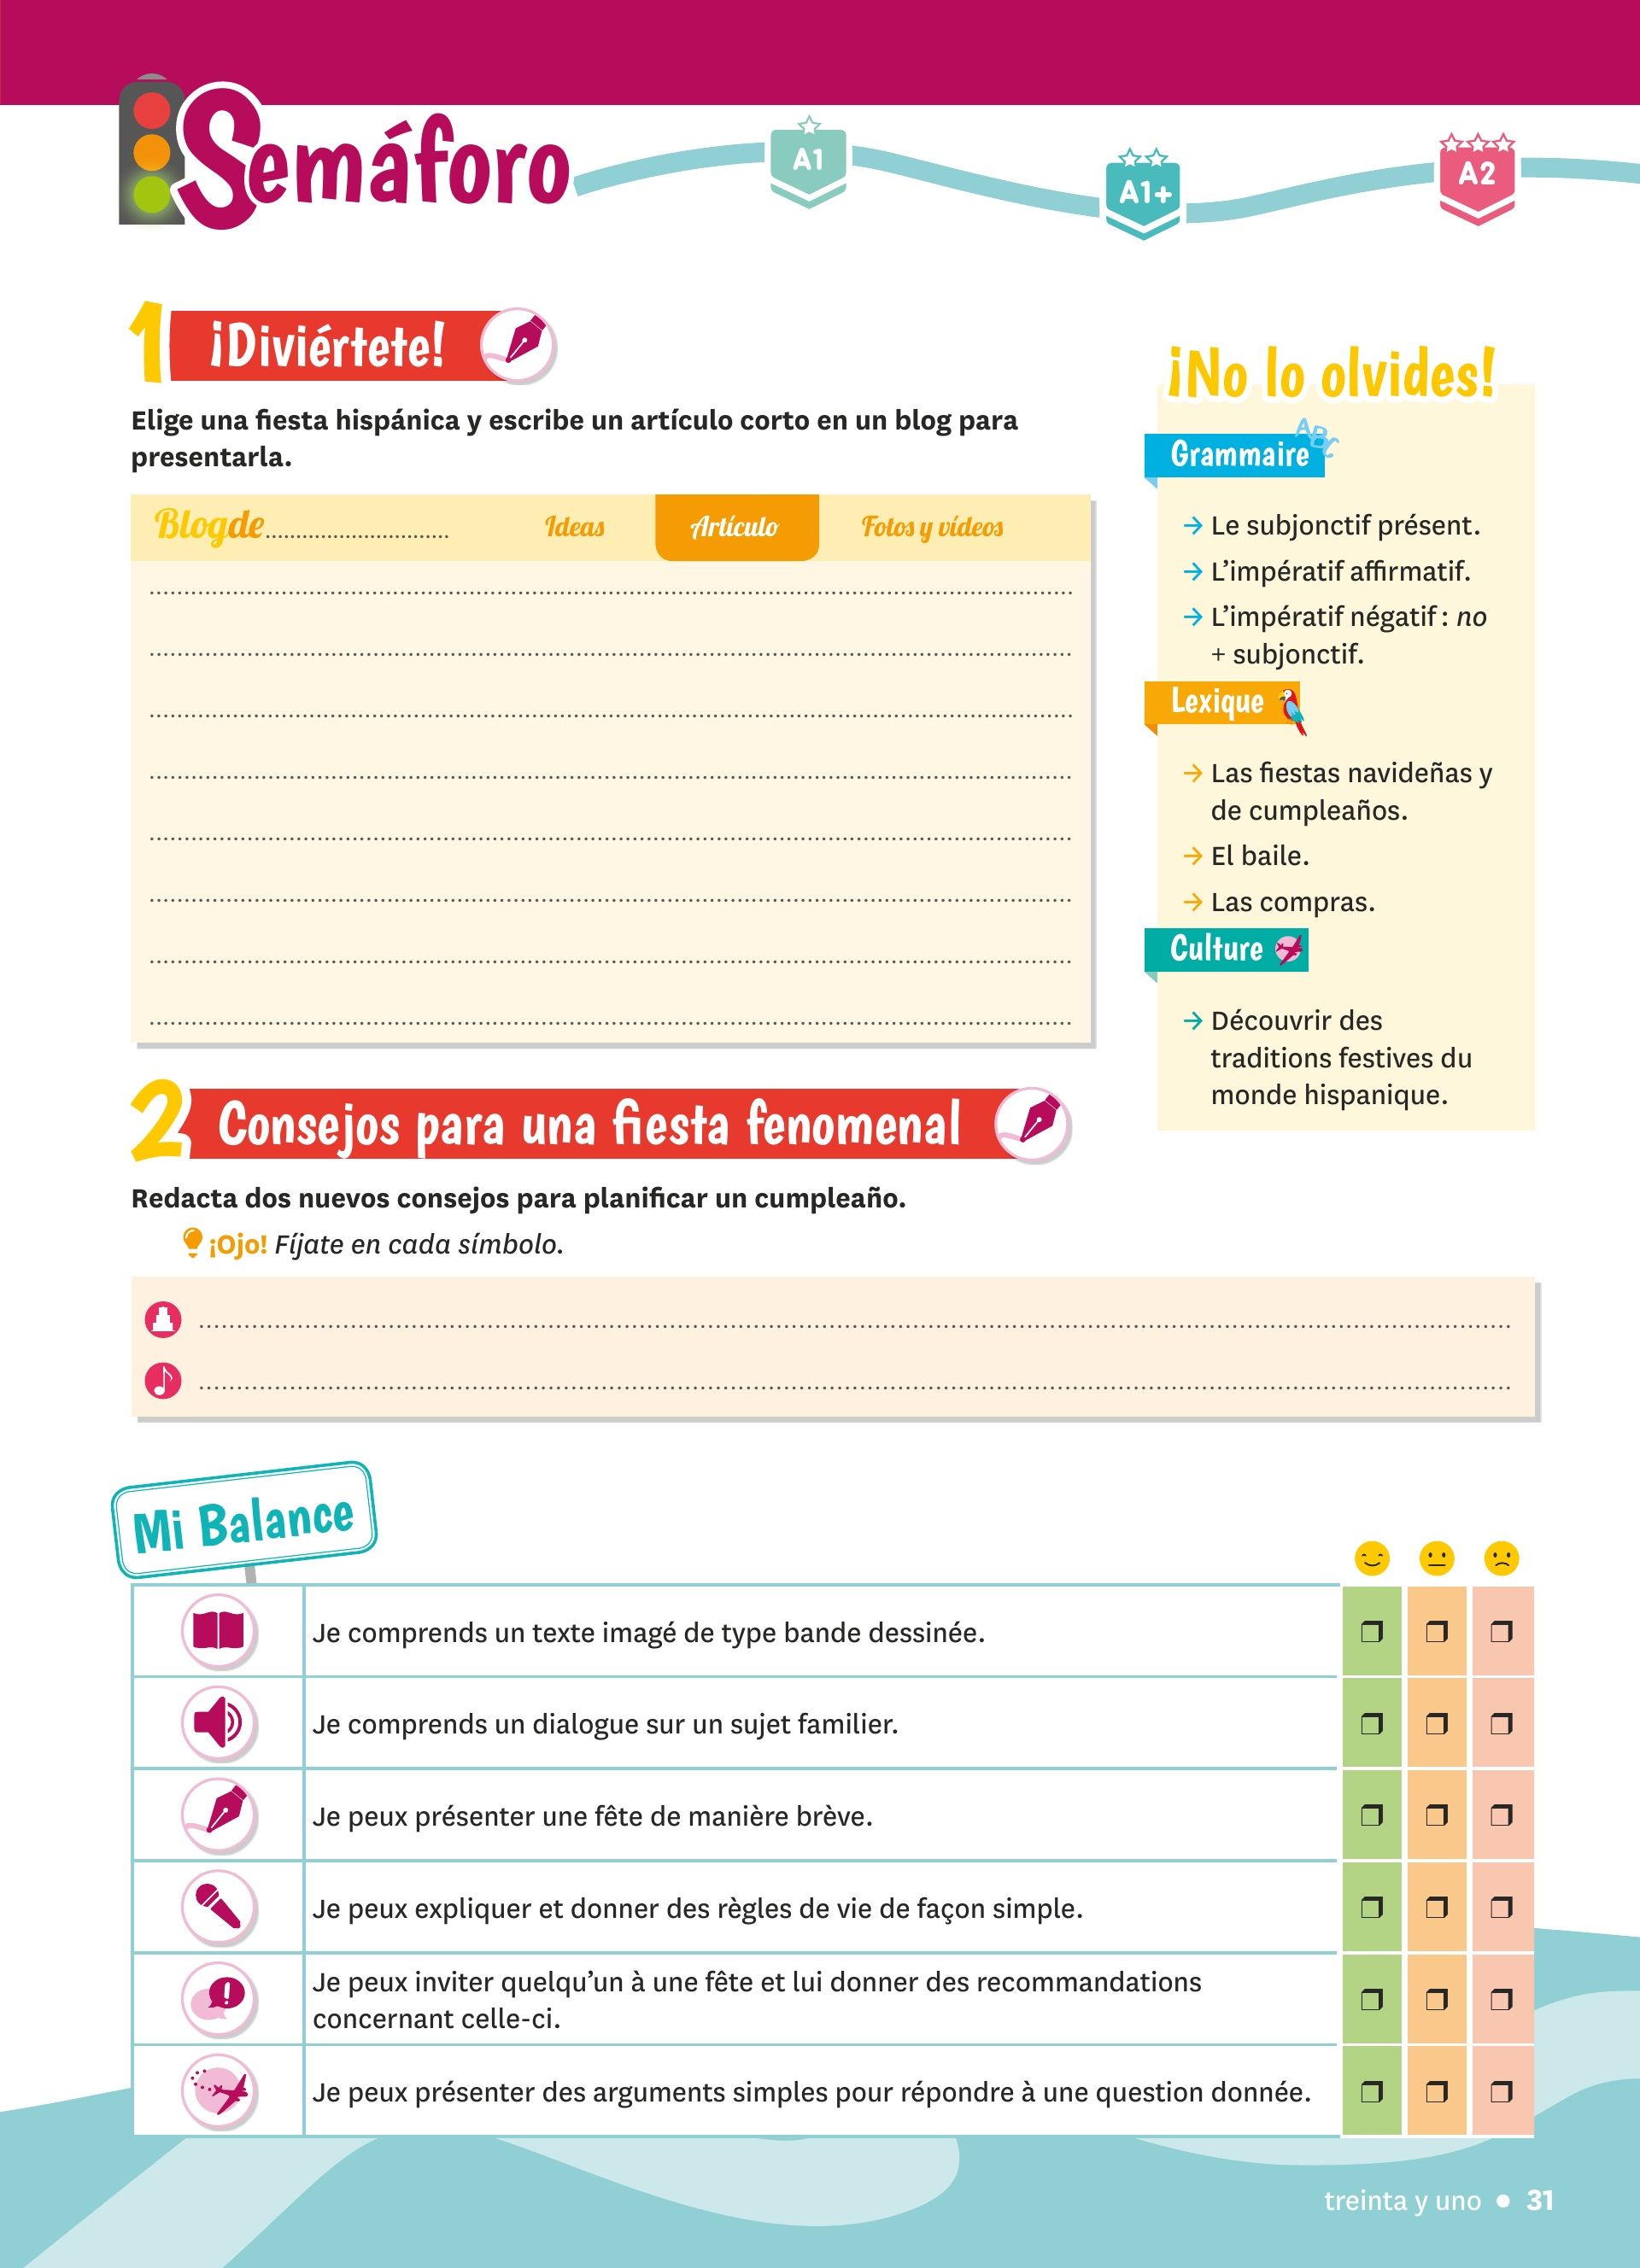 Semáforo
A1
A1+
A2
1 ¡Diviértete!
Elige una fiesta hispánica y escribe un artículo corto en un blog para
presentarla.
Blog de..............................
Ideas
Artículo
Fotos y vídeos
¡No lo olvides!
Grammaire
ABC
→ Le subjonctif présent.
→ L'impératif affirmatif.
→ L'impératif négatif : no
+ subjonctif.
Lexique
→ Las fiestas navideñas y
de cumpleaños.
→ El baile.
→ Las compras.
Culture
→ Découvrir des
traditions festives du
monde hispanique.
2 Consejos para una fiesta fenomenal
Redacta dos nuevos consejos para planificar un cumpleaño.
¡Ojo! Fíjate en cada símbolo.
Mi Balance
Je comprends un texte imagé de type bande dessinée.
Je comprends un dialogue sur un sujet familier.
Je peux présenter une fête de manière brève.
Je peux expliquer et donner des règles de vie de façon simple.
Je peux inviter quelqu'un à une fête et lui donner des recommandations
concernant celle-ci.
Je peux présenter des arguments simples pour répondre à une question donnée.
treinta y uno • 31